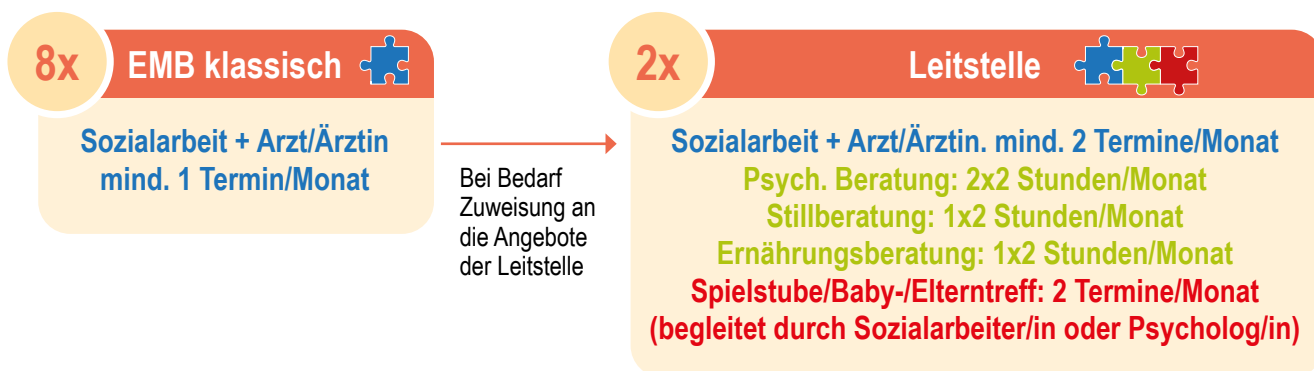 8x
EMB klassisch
Sozialarbeit + Arzt/Ärztin
mind. 1 Termin/Monat
Bei Bedarf
Zuweisung an
die Angebote
der Leitstelle
2x
Leitstelle
Sozialarbeit + Arzt/Ärztin. mind. 2 Termine/Monat
Psych. Beratung: 2x2 Stunden/Monat
Stillberatung: 1x2 Stunden/Monat
Ernährungsberatung: 1x2 Stunden/Monat
Spielstube/Baby-/Elterntreff: 2 Termine/Monat
(begleitet durch Sozialarbeiter/in oder Psycholog/in)